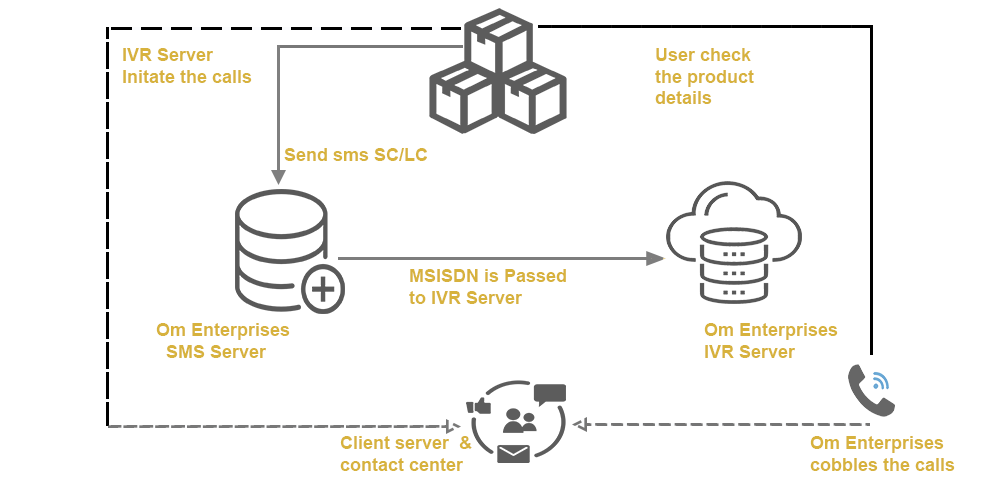 IVR Server
Initate the calls
User check
the product
details
Send sms SC/LC
MSISDN is Passed
to IVR Server
Om Enterprises
SMS Server
Om Enterprises
IVR Server
Client server &
contact center
Om Enterprises
cobbles the calls